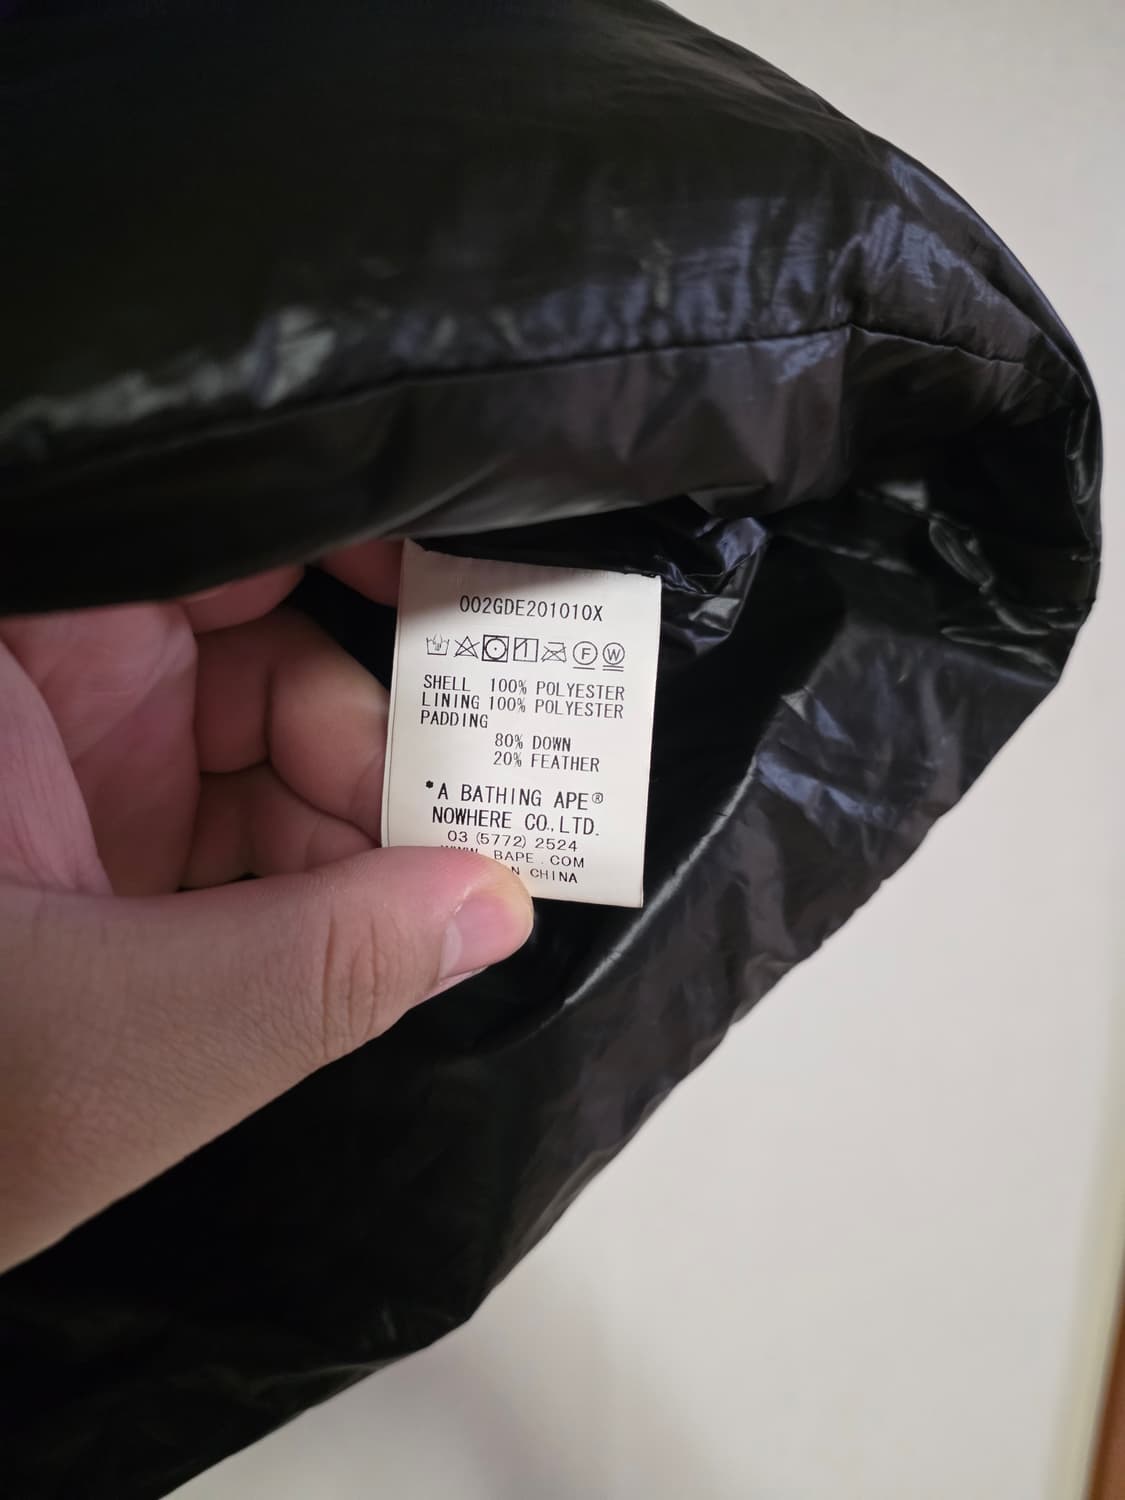 002GDE201010X
F W
SHELL 100% POLYESTER
LINING 100% POLYESTER
PADDING
80% DOWN
20% FEATHER
*A BATHING APE®
NOWHERE CO.,LTD.
03 (5772) 2524
WWW. BAPE . COM
CHINA